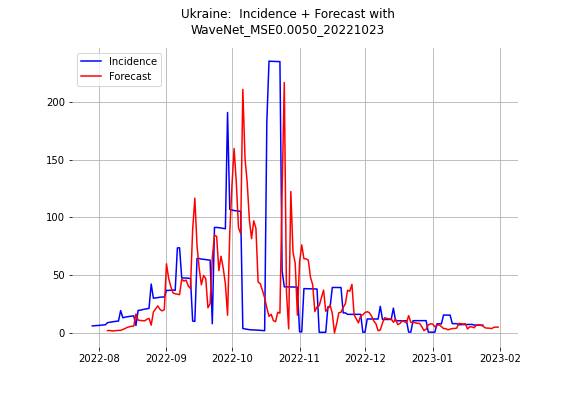 Ukraine:  Incidence + Forecast with
WaveNet_MSE0.0050_20221023
Incidence
Forecast
200
150
100
50
0
2022-08 2022-09 2022-10 2022-11 2022-12 2023-01 2023-02